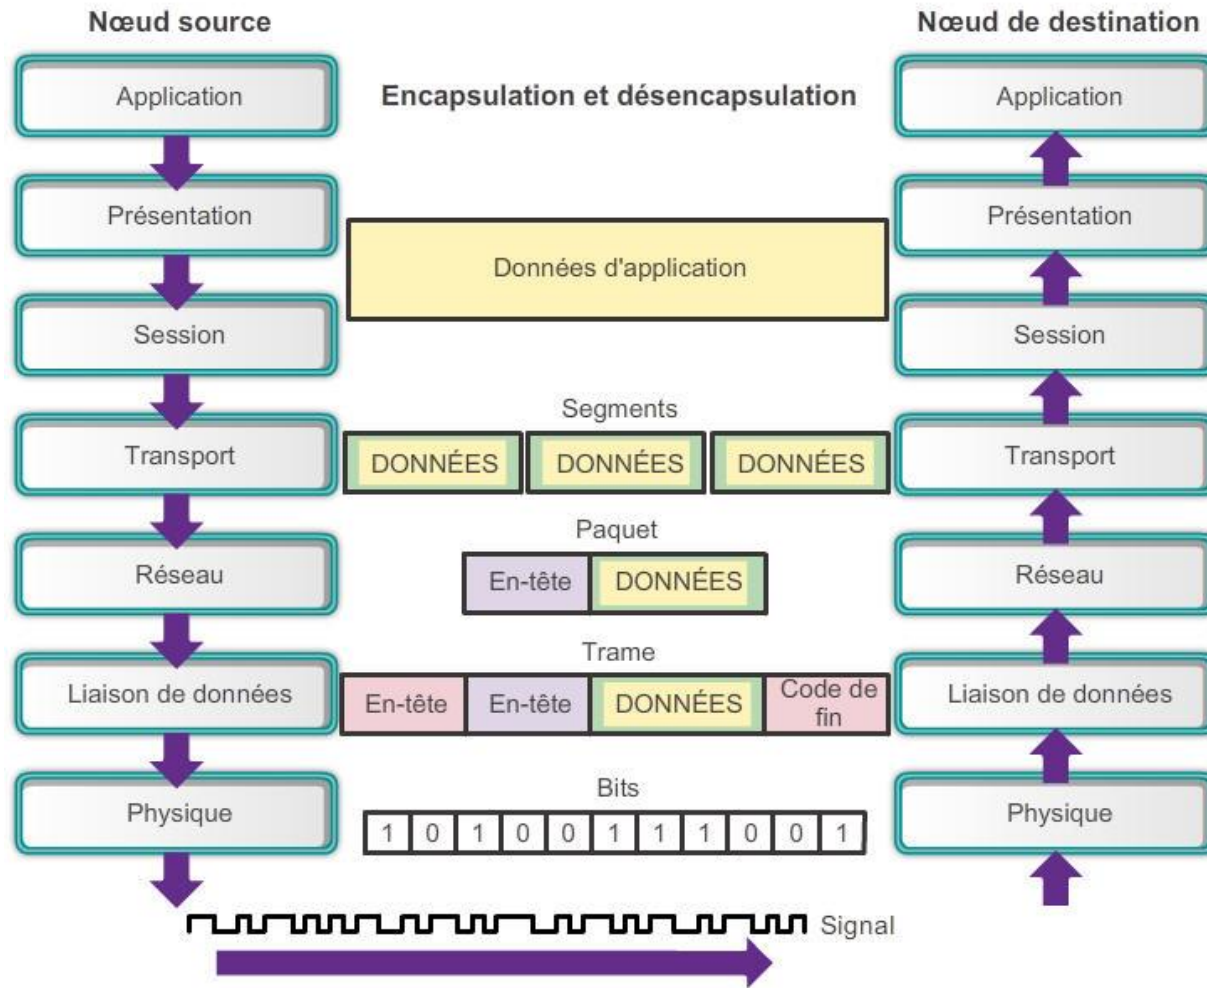 Nœud source
Nœud de destination
Application
Encapsulation et désencapsulation
Application
Présentation
Données d'application
Présentation
Session
Session
Segments
Transport
DONNÉES
DONNÉES
DONNÉES
Transport
Paquet
Réseau
En-tête
DONNÉES
Réseau
Trame
Liaison de données
En-tête
En-tête
DONNÉES
Code de
fin
Liaison de données
Bits
Physique
1 0 1 0 0 1 1 1 0 0 1
Physique
Signal